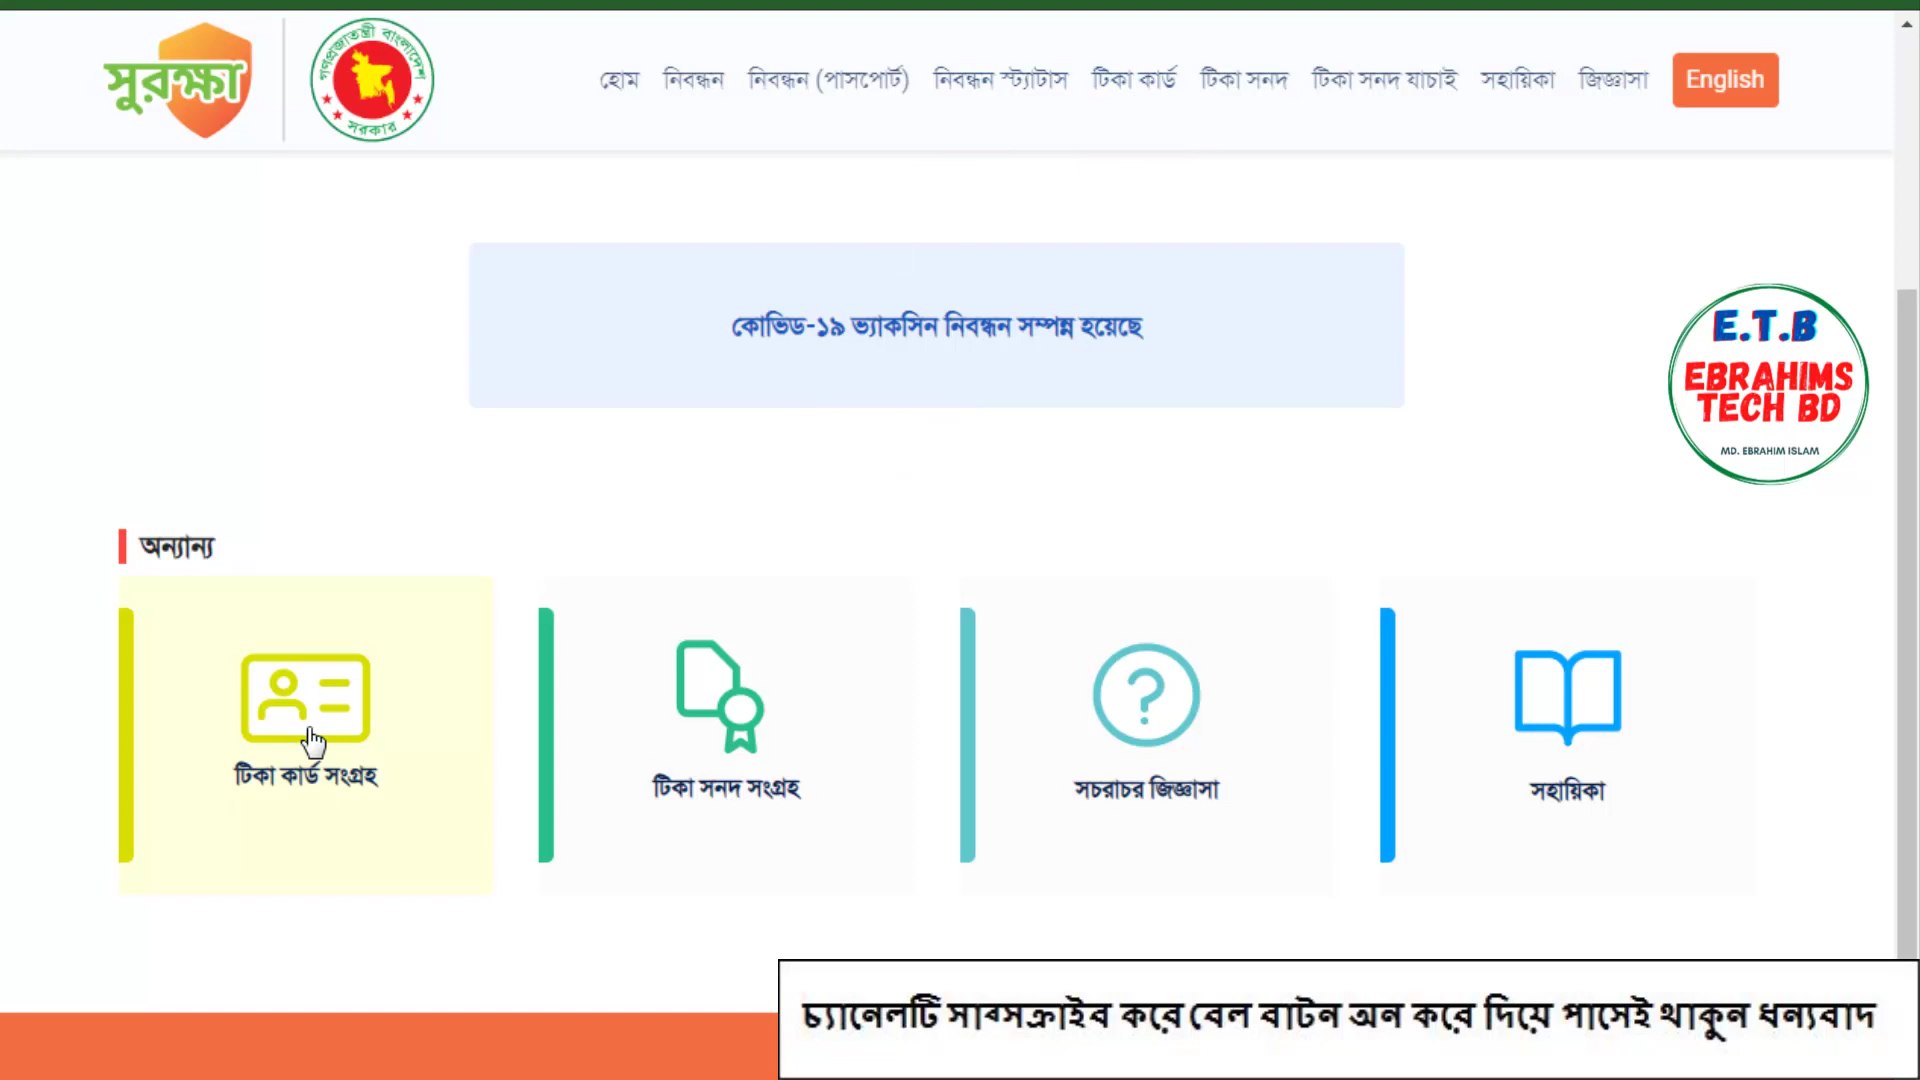 সুরক্ষা
গণপ্রজাতন্ত্রী বাংলাদেশ
সরকার
হোম নিবন্ধন নিবন্ধন (পাসপোর্ট) নিবন্ধন স্ট্যাটাস টিকা কার্ড টিকা সনদ টিকা সনদ যাচাই সহায়িকা জিজ্ঞাসা English
কোভিড-১৯ ভ্যাকসিন নিবন্ধন সম্পন্ন হয়েছে
E.T.B
EBRAHIMS
TECH BD
MD. EBRAHIM ISLAM
অন্যান্য
টিকা কার্ড সংগ্রহ
টিকা সনদ সংগ্রহ
সচরাচর জিজ্ঞাসা
সহায়িকা
চ্যানেলটি সাবসক্রাইব করে বেল বাটন অন করে দিয়ে পাসেই থাকুন ধন্যবাদ